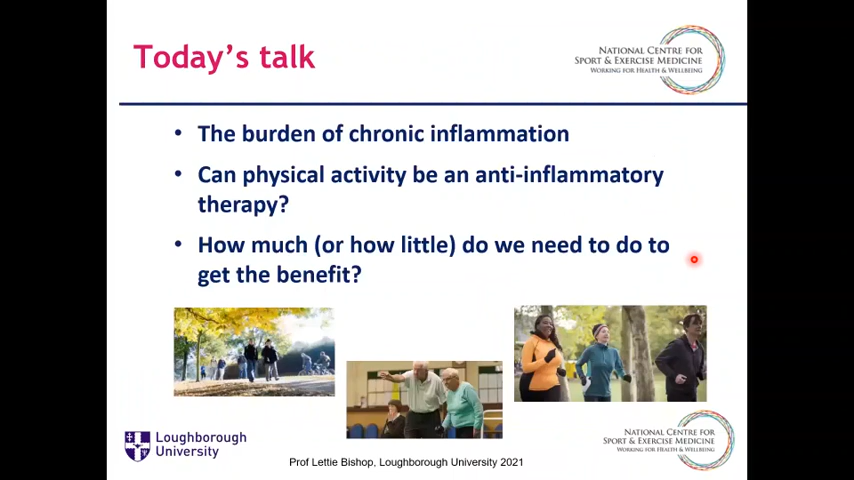 Today's talk
NATIONAL CENTRE FOR
SPORT & EXERCISE MEDICINE
WORKING FOR HEALTH & WELLBEING
• The burden of chronic inflammation
• Can physical activity be an anti-inflammatory
therapy?
• How much (or how little) do we need to do to
get the benefit?
Loughborough
University
Prof Lettie Bishop, Loughborough University 2021
NATIONAL CENTRE FOR
SPORT & EXERCISE MEDICINE
WORKING FOR HEALTH & WELLBEING